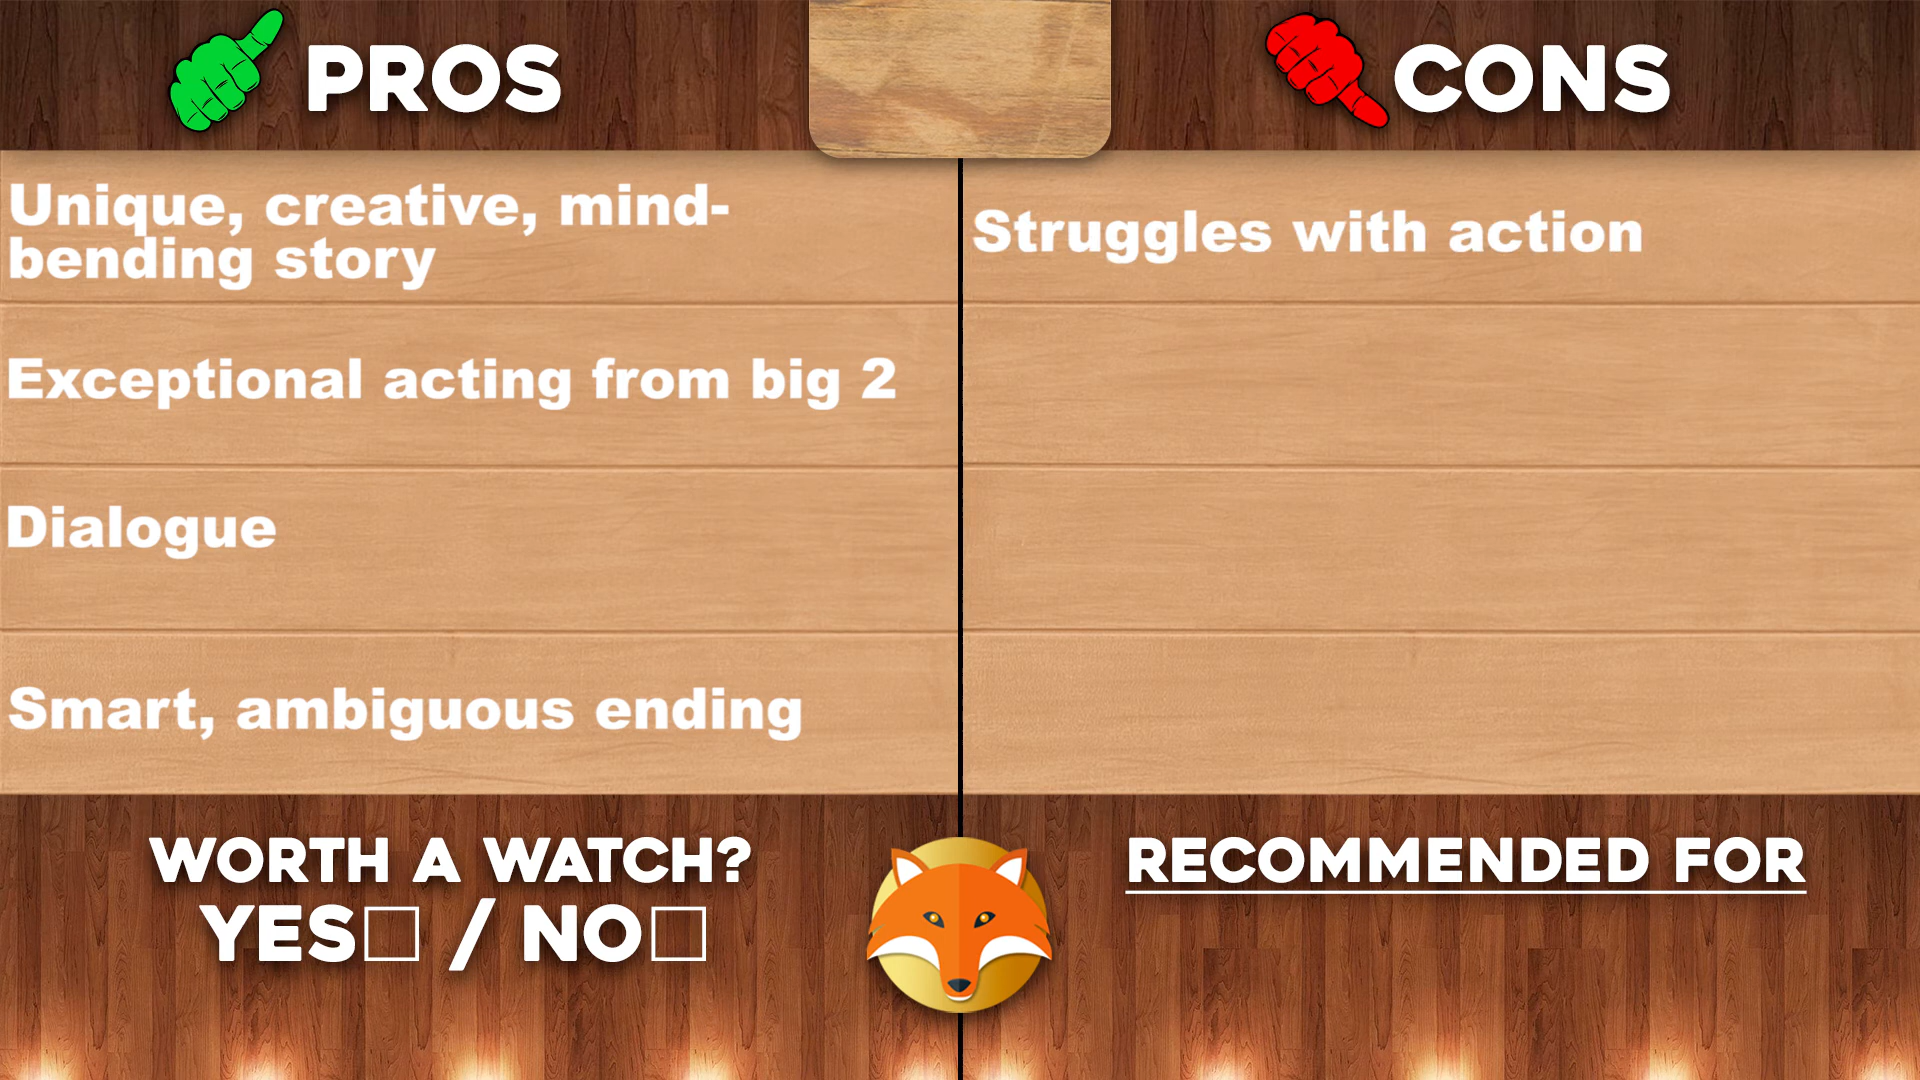 PROS
CONS
Unique, creative, mind-
bending story
Struggles with action
Exceptional acting from big 2
Dialogue
Smart, ambiguous ending
WORTH A WATCH?
YES□ / NO□
RECOMMENDED FOR